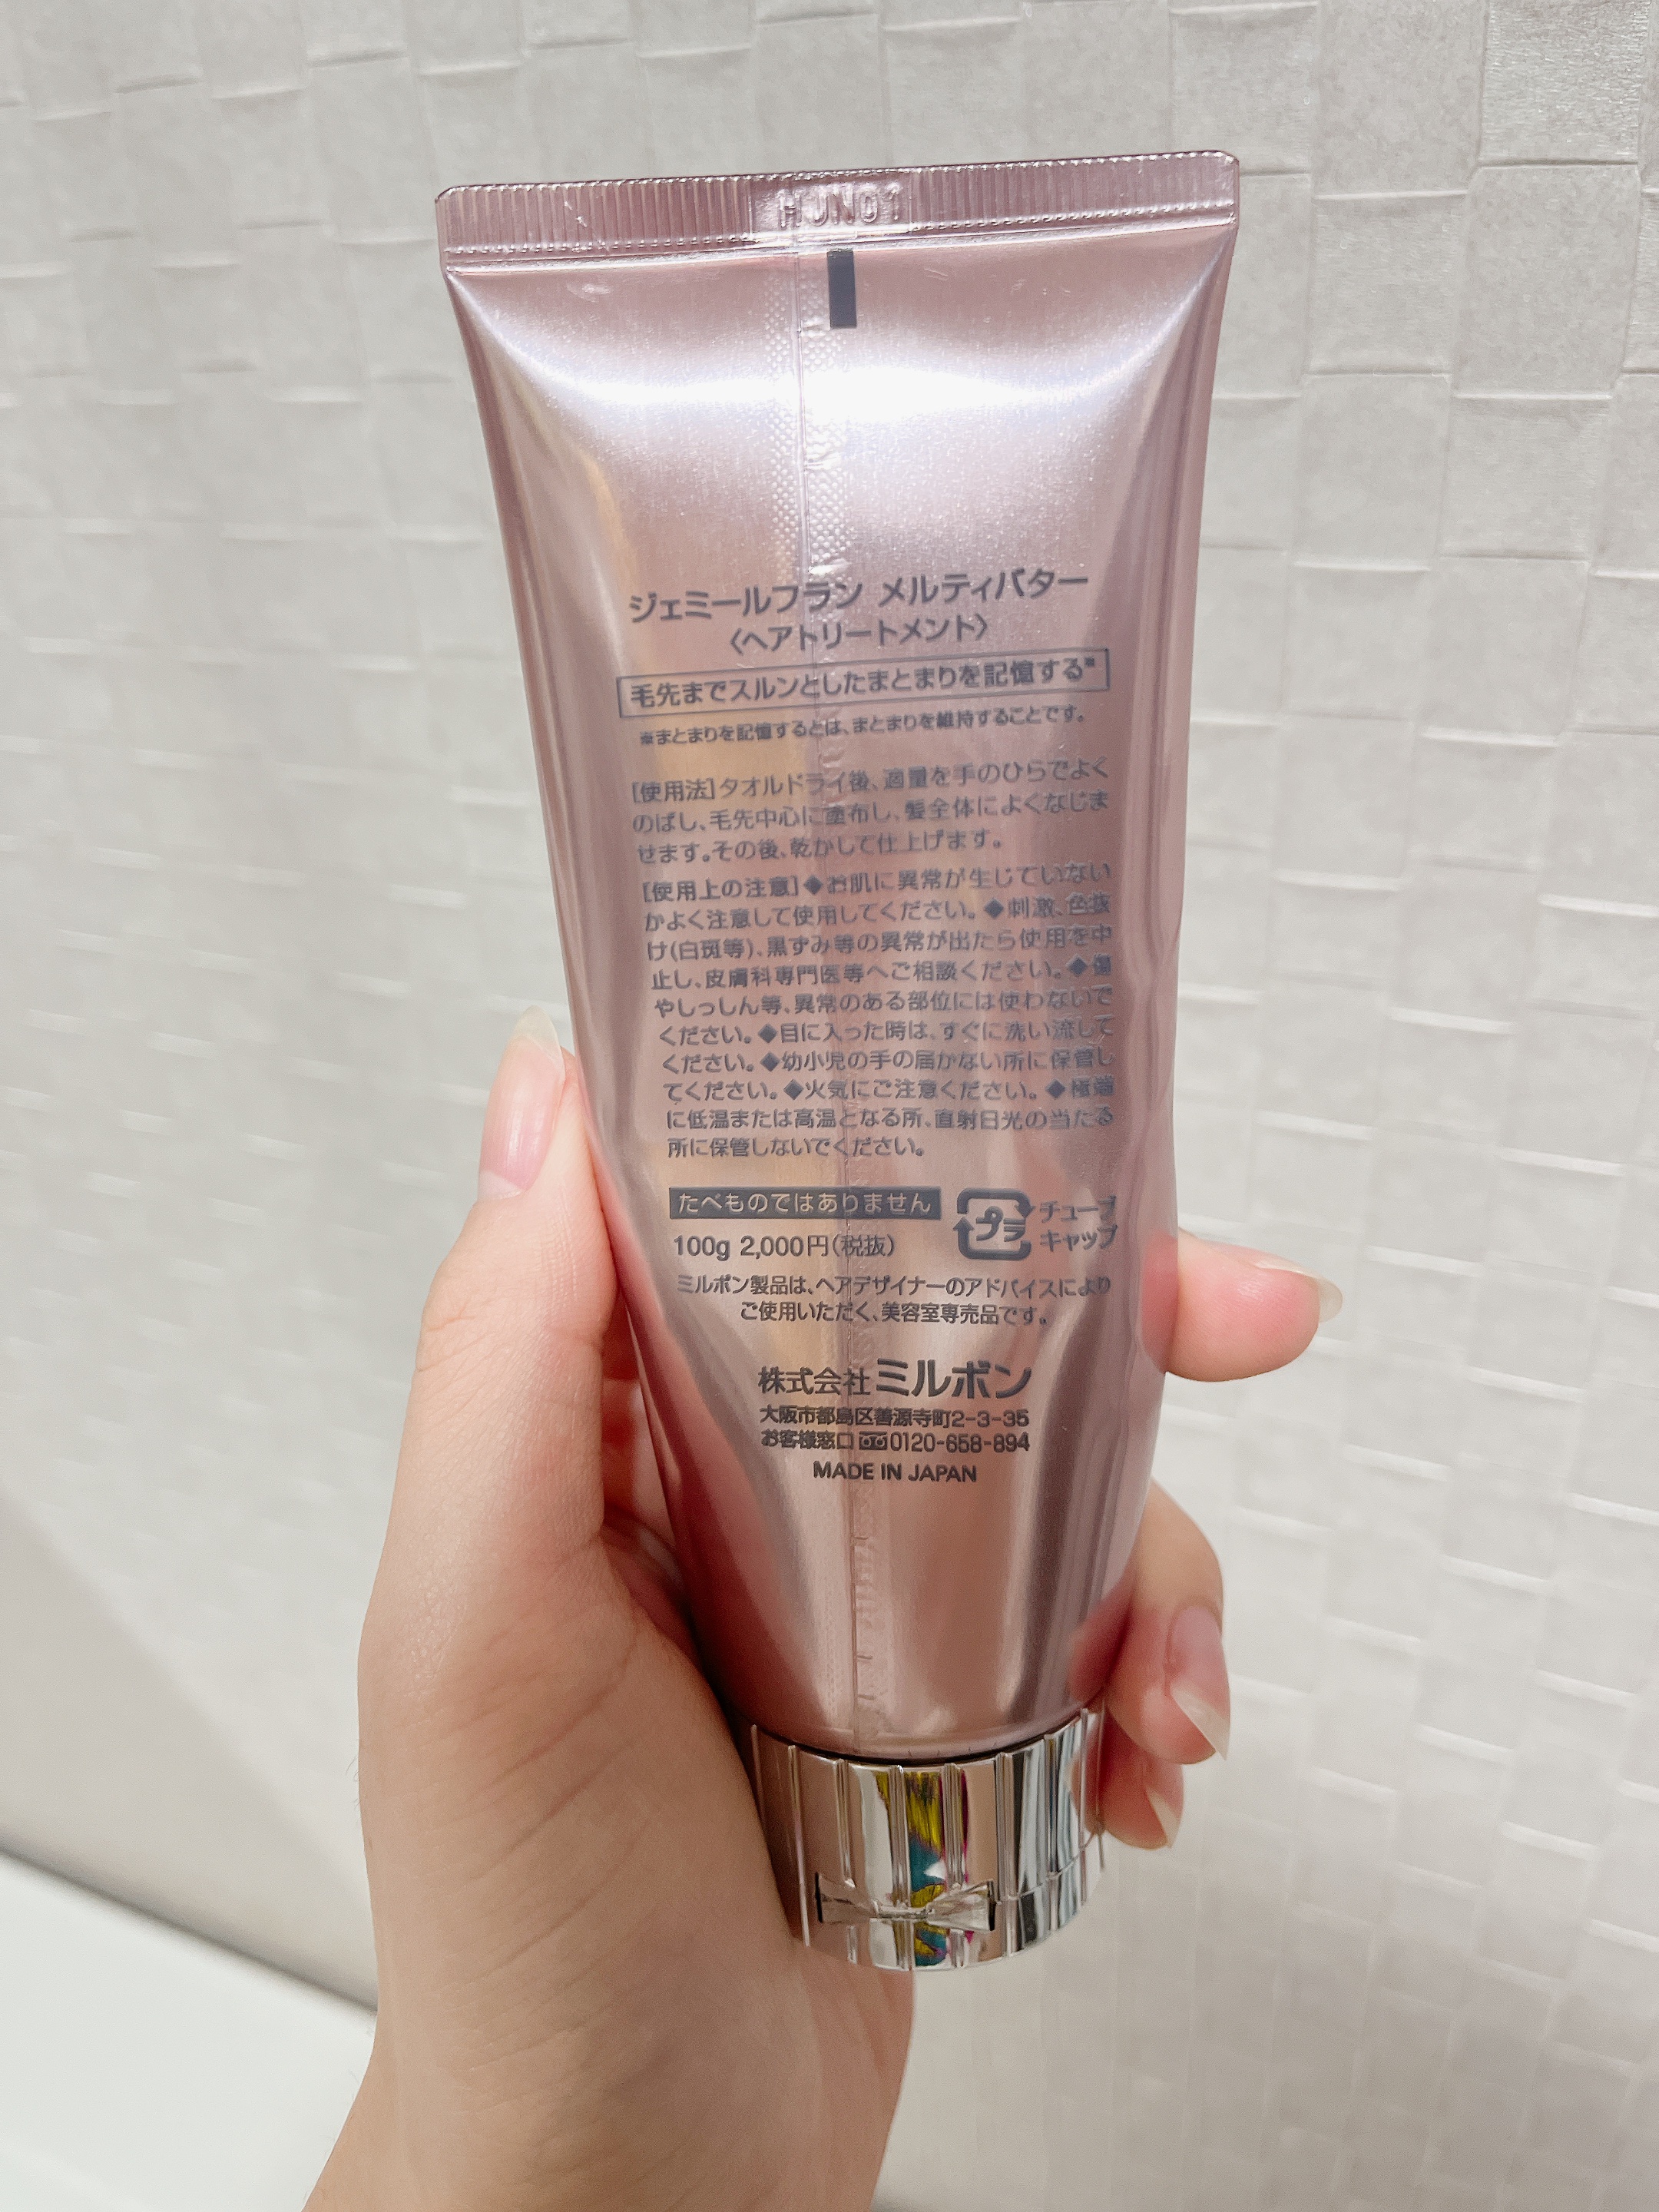 HJN01
ジェミールフラン メルティバター
〈ヘアトリートメント〉
毛先までスルンとしたまとまりを記憶する※
※まとまりを記憶するとは、まとまりを維持することです。
[使用法]タオルドライ後、適量を手のひらでよく
のばし、毛先中心に塗布し、髪全体によくなじま
せます。その後、乾かして仕上げます。
[使用上の注意]◆お肌に異常が生じていない
かよく注意して使用してください。◆刺激、色抜
け(白斑等)、黒ずみ等の異常が出たら使用を中
止し、皮膚科専門医等へご相談ください。◆傷
やしっしん等、異常のある部位には使わないで
ください。◆目に入った時は、すぐに洗い流して
ください。◆幼小児の手の届かない所に保管し
てください。◆火気にご注意ください。◆極端
に低温または高温となる所、直射日光の当たる
所に保管しないでください。
たべものではありません
プラ
チューブ
キャップ
100g 2,000円(税抜)
ミルボン製品は、ヘアデザイナーのアドバイスにより
ご使用いただく、美容室専売品です。
株式会社ミルボン
大阪市都島区善源寺町2-3-35
お客様窓口 0120-658-894
MADE IN JAPAN